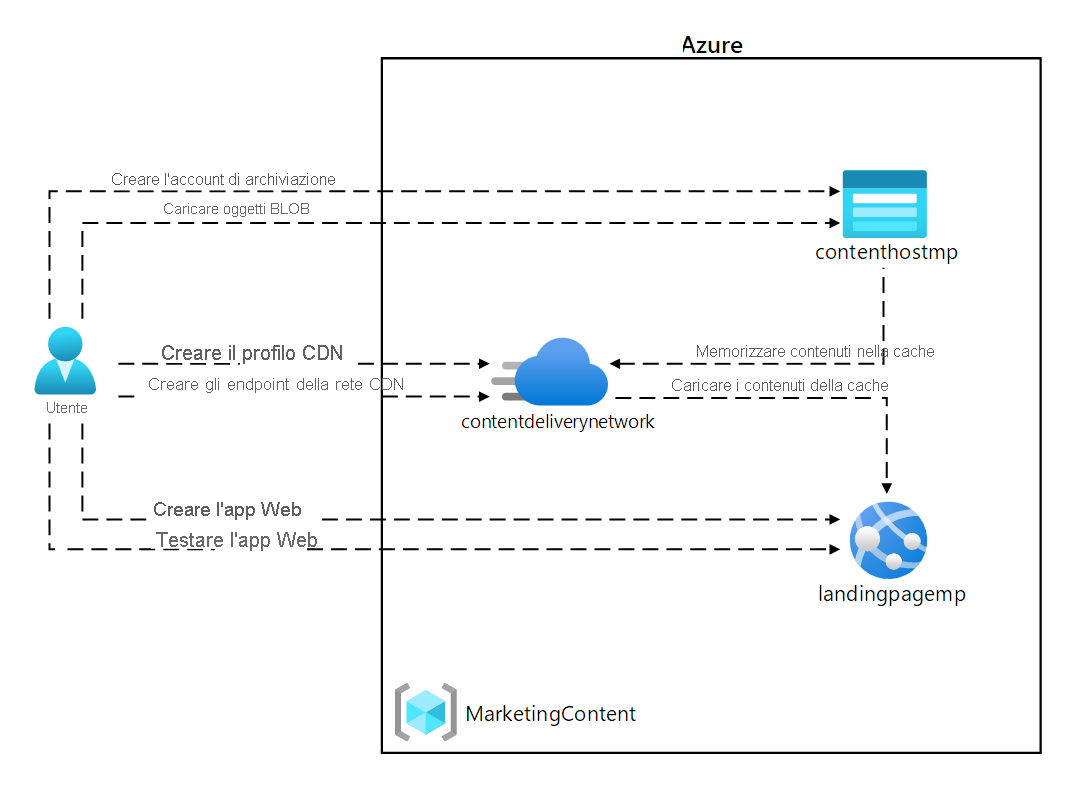 Azure
Creare l'account di archiviazione
Caricare oggetti BLOB
contenthostmp
Creare il profilo CDN
Memorizzare contenuti nella cache
Creare gli endpoint della rete CDN
Caricare i contenuti della cache
Utente
contentdeliverynetwork
Creare l'app Web
Testare l'app Web
landingpagemp
MarketingContent